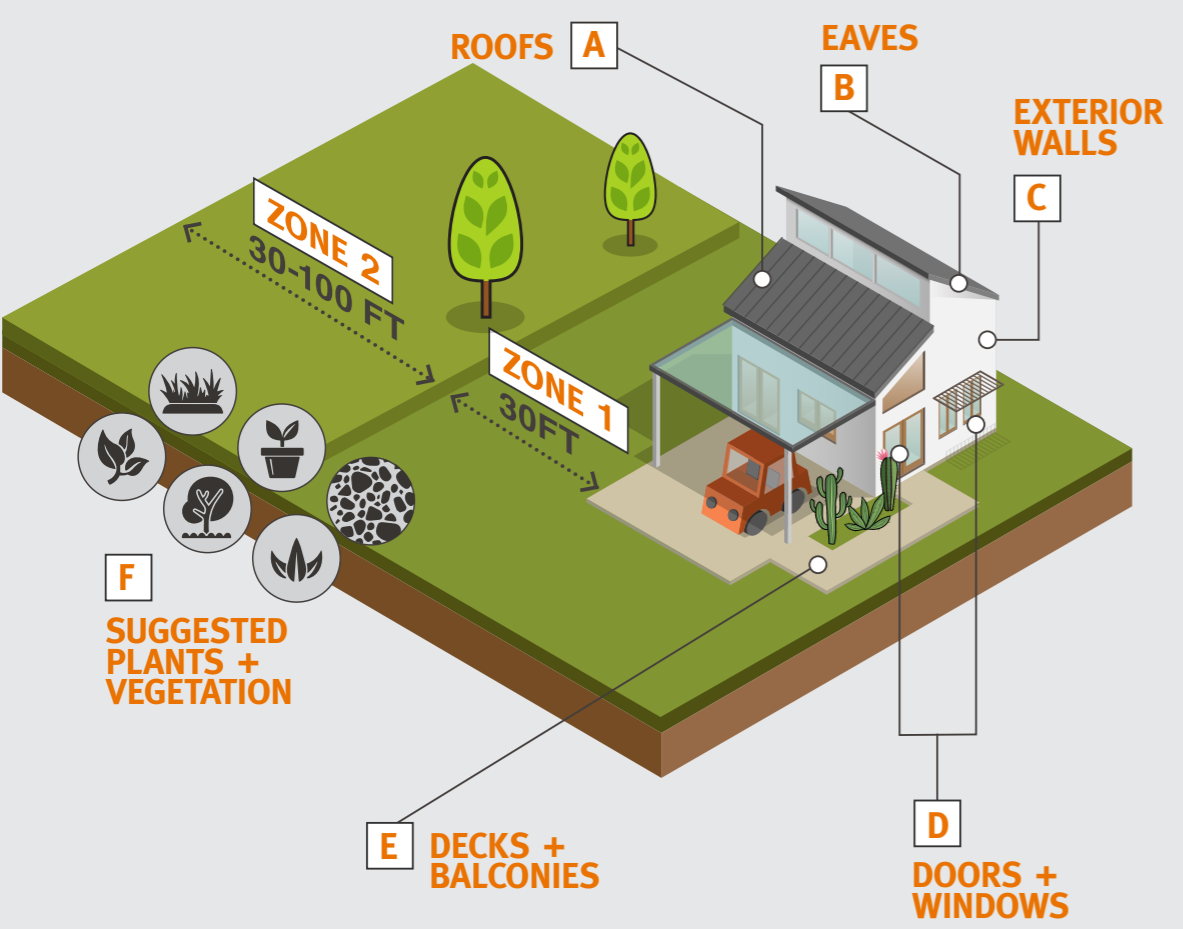 ROOFS A
EAVES
B
EXTERIOR
WALLS
C
ZONE 2
30-100 FT
ZONE 1
30FT
F
SUGGESTED
PLANTS +
VEGETATION
E
DECKS +
BALCONIES
D
DOORS +
WINDOWS